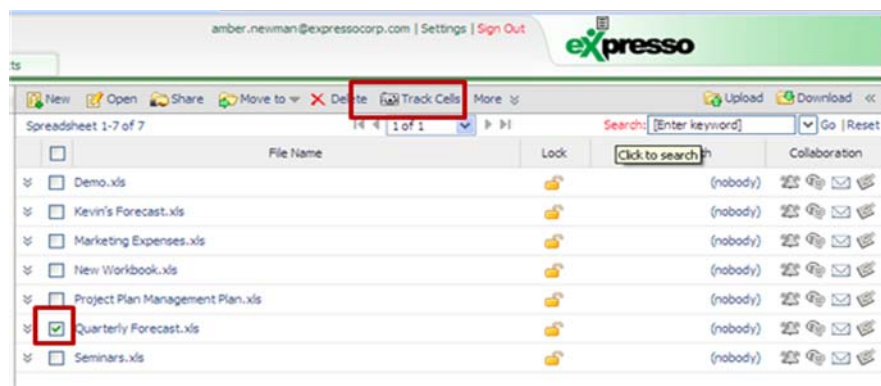 amber.newman@expressocorp.com | Settings | Sign Out
eXpresso
ts
New Open Share Move to Delete Track Cells More Upload Download
Spreadsheet 1-7 of 7 1 of 1 Search: [Enter keyword] Go | Reset
File Name Lock Click to search Collaboration
Demo.xls (nobody)
Kevin's Forecast.xls (nobody)
Marketing Expenses.xls (nobody)
New Workbook.xls (nobody)
Project Plan Management Plan.xls (nobody)
Quarterly Forecast.xls (nobody)
Seminars.xls (nobody)